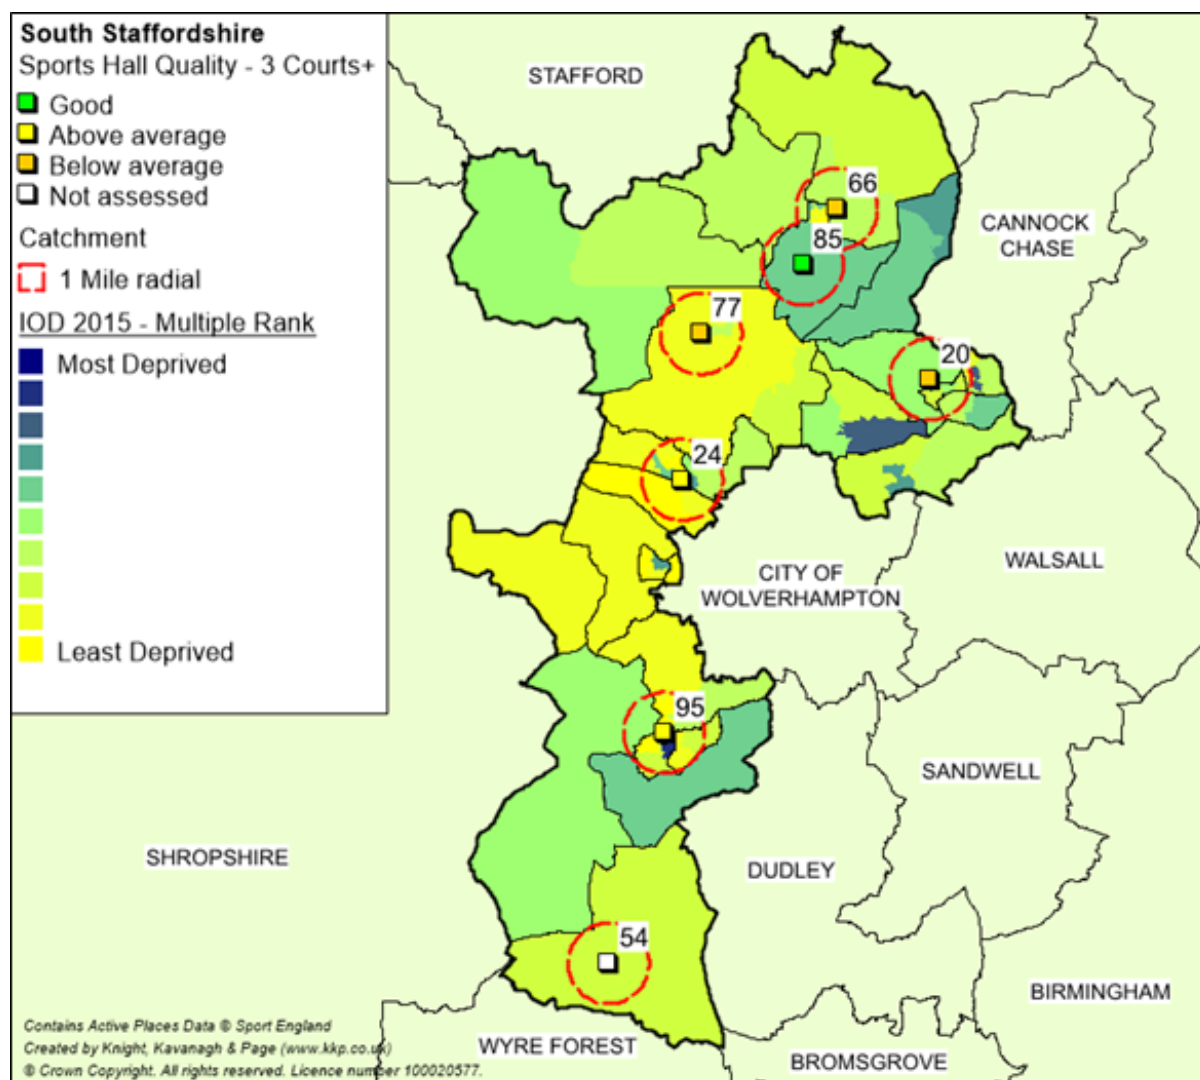 South Staffordshire
Sports Hall Quality - 3 Courts+
Good
Above average
Below average
Not assessed
Catchment
1 Mile radial
IOD 2015 - Multiple Rank
Most Deprived
Least Deprived
STAFFORD
CANNOCK
CHASE
66
85
77
20
24
WALSALL
CITY OF
WOLVERHAMPTON
95
SANDWELL
SHROPSHIRE
DUDLEY
54
BIRMINGHAM
WYRE FOREST
BROMSGROVE
Contains Active Places Data © Sport England
Created by Knight, Kavanagh & Page (www.kkp.co.uk)
© Crown Copyright. All rights reserved. Licence number 100020577.